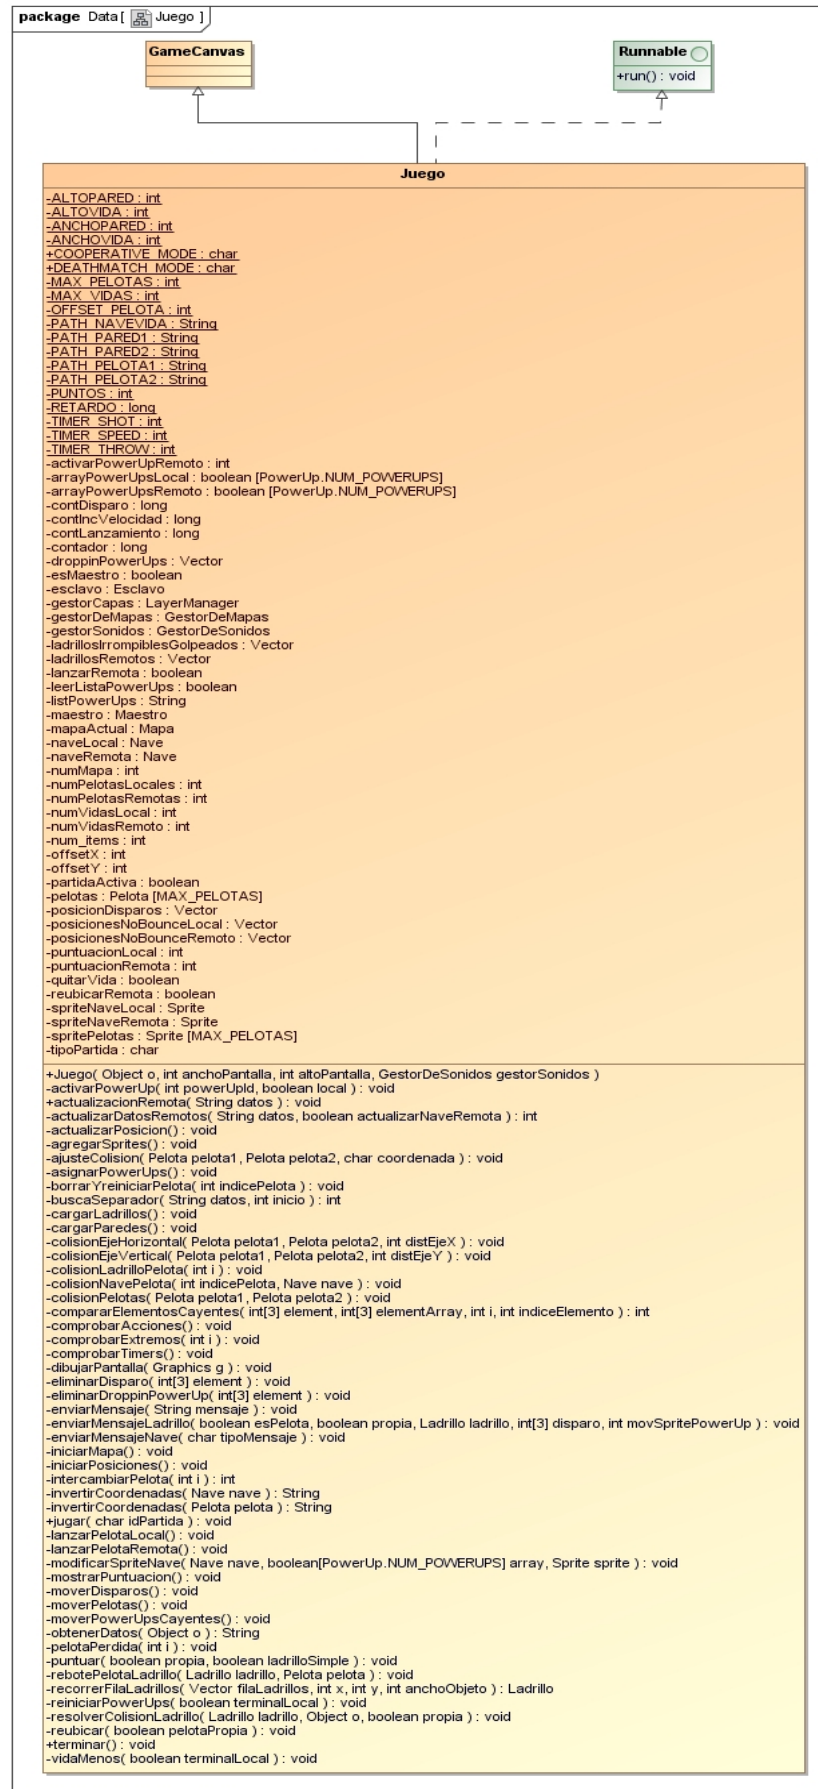 package Data[ Juego ]
GameCanvas
Runnable
+run() : void
Juego
-ALTOPARED : int
-ALTOVIDA : int
-ANCHOPARED : int
-ANCHOVIDA : int
+COOPERATIVE_MODE : char
+DEATHMATCH_MODE : char
-MAX_PELOTAS : int
-MAX_VIDAS : int
-OFFSET_PELOTA : int
-PATH_NAVEVIDA : String
-PATH_PARED1 : String
-PATH_PARED2 : String
-PATH_PELOTA1 : String
-PATH_PELOTA2 : String
-PUNTOS : int
-RETARDO : long
-TIMER_SHOT : int
-TIMER_SPEED : int
-TIMER_THROW : int
-activarPowerUpRemoto : int
-arrayPowerUpsLocal : boolean [PowerUp.NUM_POWERUPS]
-arrayPowerUpsRemoto : boolean [PowerUp.NUM_POWERUPS]
-contDisparo : long
-contIncVelocidad : long
-contLanzamiento : long
-contador : long
-droppinPowerUps : Vector
-esMaestro : boolean
-esclavo : Esclavo
-gestorCapas : LayerManager
-gestorDeMapas : GestorDeMapas
-gestorSonidos : GestorDeSonidos
-ladrillosIrrompiblesGolpeados : Vector
-ladrillosRemotos : Vector
-lanzarRemota : boolean
-leerListaPowerUps : boolean
-listPowerUps : String
-maestro : Maestro
-mapaActual : Mapa
-naveLocal : Nave
-naveRemota : Nave
-numMapa : int
-numPelotasLocales : int
-numPelotasRemotas : int
-numVidasLocal : int
-numVidasRemoto : int
-num_items : int
-offsetX : int
-offsetY : int
-partidaActiva : boolean
-pelotas : Pelota [MAX_PELOTAS]
-posicionDisparos : Vector
-posicionesNoBounceLocal : Vector
-posicionesNoBounceRemoto : Vector
-puntuacionLocal : int
-puntuacionRemota : int
-quitarVida : boolean
-reubicarRemota : boolean
-spriteNaveLocal : Sprite
-spriteNaveRemota : Sprite
-spritePelotas : Sprite [MAX_PELOTAS]
-tipoPartida : char
+Juego( Object o, int anchoPantalla, int altoPantalla, GestorDeSonidos gestorSonidos )
-activarPowerUp( int powerUpId, boolean local ) : void
+actualizacionRemota( String datos ) : void
-actualizarDatosRemotos( String datos, boolean actualizarNaveRemota ) : int
-actualizarPosicion() : void
-agregarSprites() : void
-ajusteColision( Pelota pelota1, Pelota pelota2, char coordenada ) : void
-asignarPowerUps() : void
-borrarYreiniciarPelota( int indicePelota ) : void
-buscaSeparador( String datos, int inicio ) : int
-cargarLadrillos() : void
-cargarParedes() : void
-colisionEjeHorizontal( Pelota pelota1, Pelota pelota2, int distEjeX ) : void
-colisionEjeVertical( Pelota pelota1, Pelota pelota2, int distEjeY ) : void
-colisionLadrilloPelota( int i ) : void
-colisionNavePelota( int indicePelota, Nave nave ) : void
-colisionPelotas( Pelota pelota1, Pelota pelota2 ) : void
-compararElementosCayentes( int[3] element, int[3] elementArray, int i, int indiceElemento ) : int
-comprobarAcciones() : void
-comprobarExtremos( int i ) : void
-comprobarTimers() : void
-dibujarPantalla( Graphics g ) : void
-eliminarDisparo( int[3] element ) : void
-eliminarDroppinPowerUp( int[3] element ) : void
-enviarMensaje( String mensaje ) : void
-enviarMensajeLadrillo( boolean esPelota, boolean propia, Ladrillo ladrillo, int[3] disparo, int movSpritePowerUp ) : void
-enviarMensajeNave( char tipoMensaje ) : void
-iniciarMapa() : void
-iniciarPosiciones() : void
-intercambiarPelota( int i ) : int
-invertirCoordenadas( Nave nave ) : String
-invertirCoordenadas( Pelota pelota ) : String
+jugar( char idPartida ) : void
-lanzarPelotaLocal() : void
-lanzarPelotaRemota() : void
-modificarSpriteNave( Nave nave, boolean[PowerUp.NUM_POWERUPS] array, Sprite sprite ) : void
-mostrarPuntuacion() : void
-moverDisparos() : void
-moverPelotas() : void
-moverPowerUpsCayentes() : void
-obtenerDatos( Object o ) : String
-pelotaPerdida( int i ) : void
-puntuar( boolean propia, boolean ladrilloSimple ) : void
-rebotePelotaLadrillo( Ladrillo ladrillo, Pelota pelota ) : void
-recorrerFilaLadrillos( Vector filaLadrillos, int x, int y, int anchoObjeto ) : Ladrillo
-reiniciarPowerUps( boolean terminalLocal ) : void
-resolverColisionLadrillo( Ladrillo ladrillo, Object o, boolean propia ) : void
-reubicar( boolean pelotaPropia ) : void
+terminar() : void
-vidaMenos( boolean terminalLocal ) : void